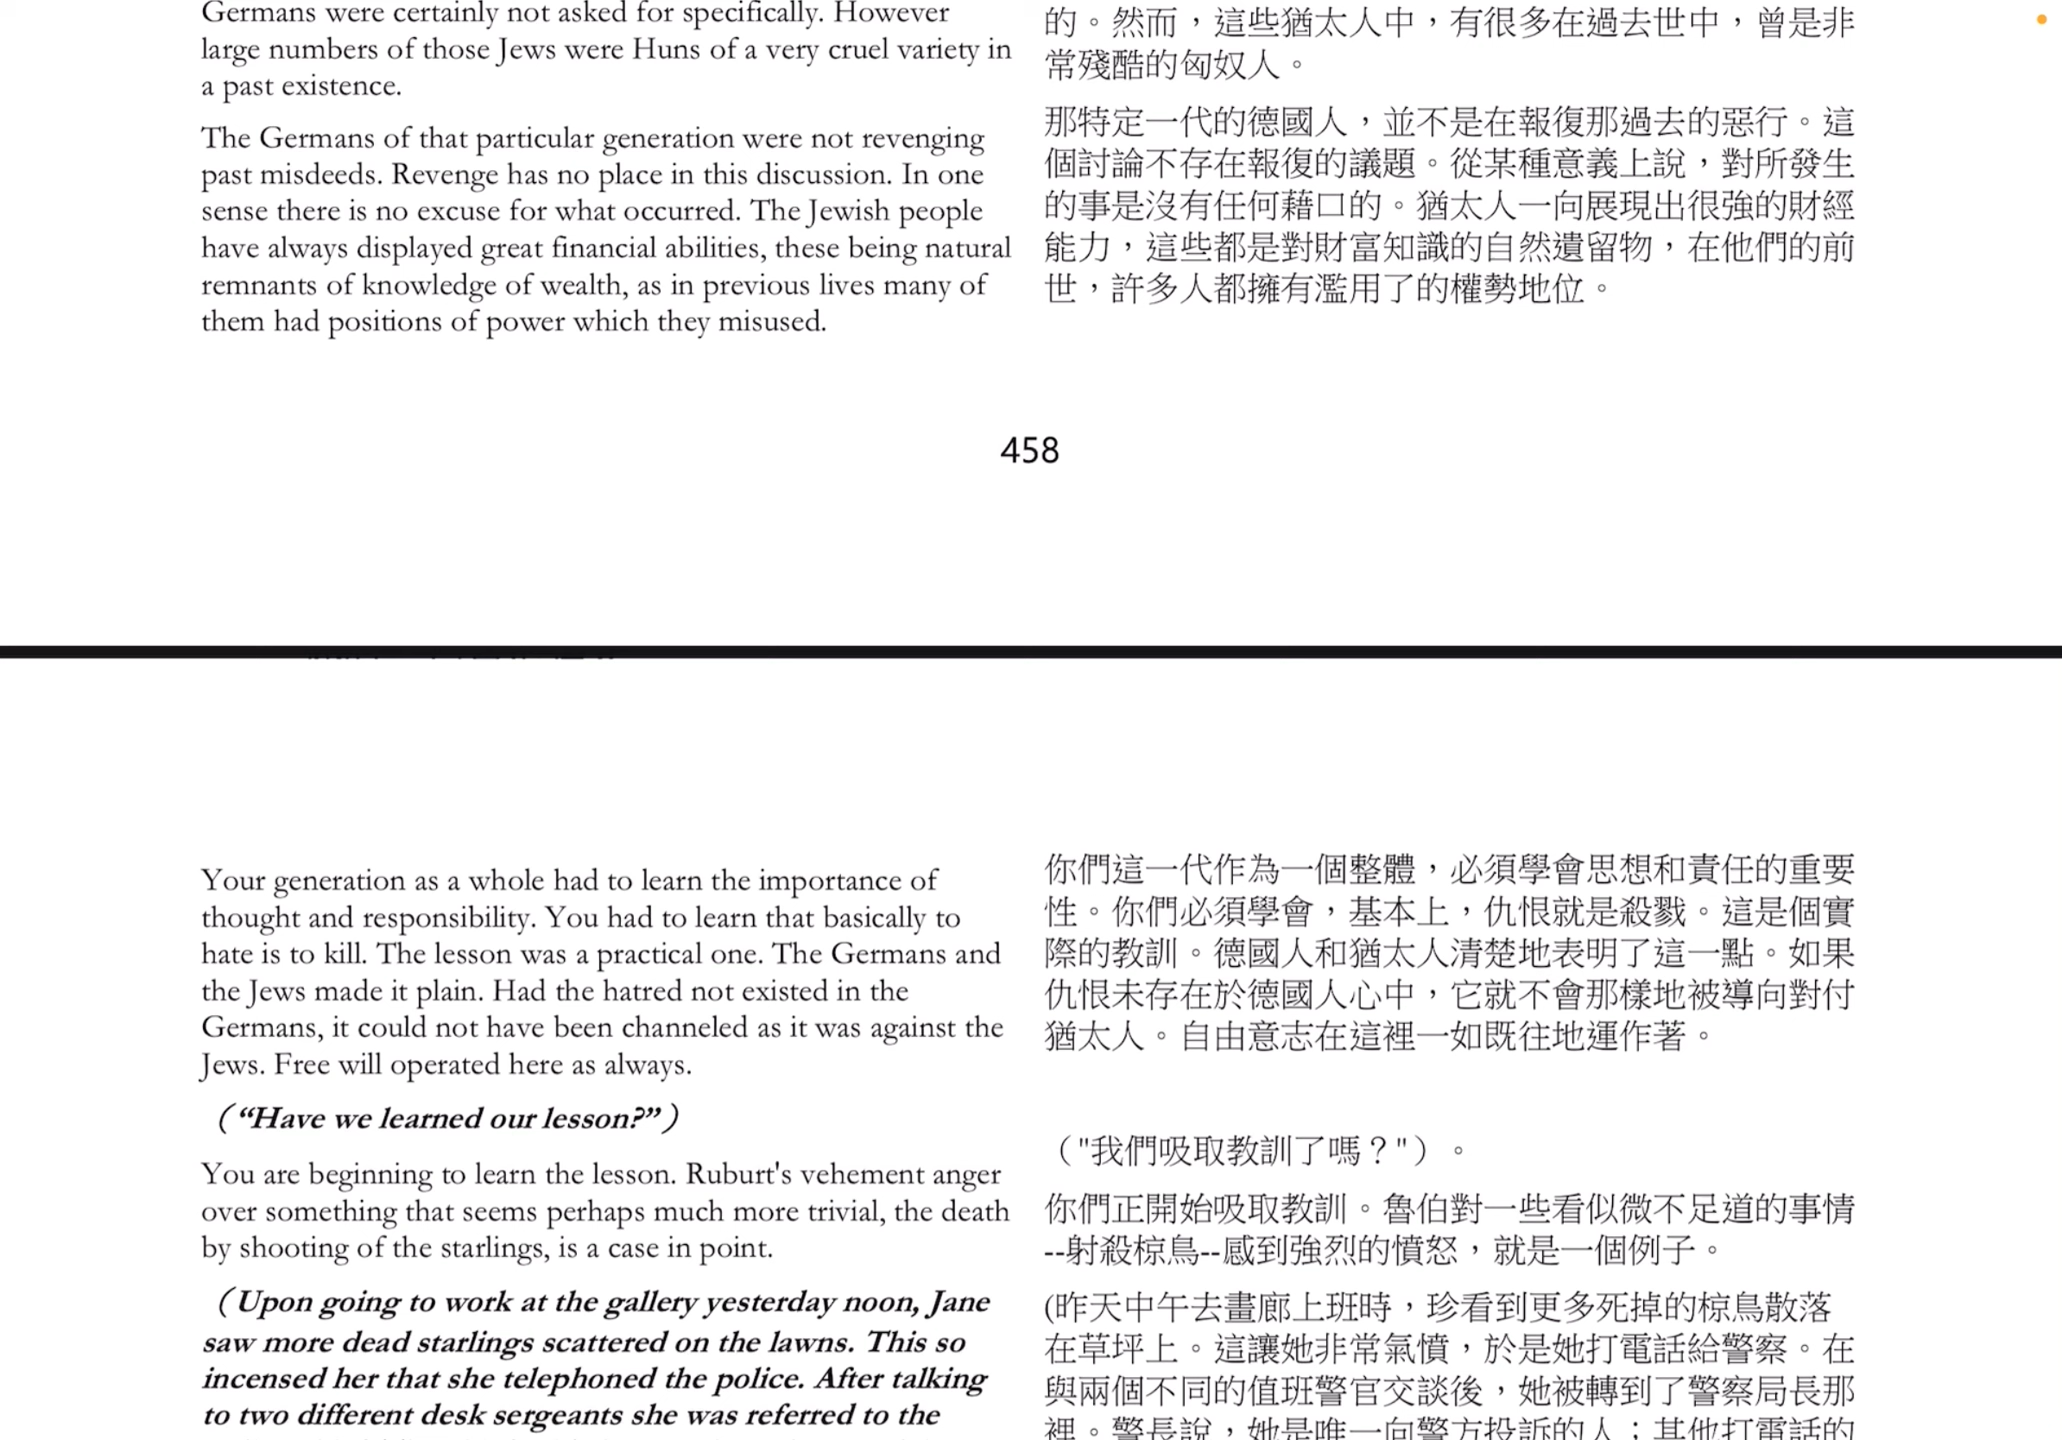 Germans were certainly not asked for specifically. However
large numbers of those Jews were Huns of a very cruel variety in
a past existence.
The Germans of that particular generation were not revenging
past misdeeds. Revenge has no place in this discussion. In one
sense there is no excuse for what occurred. The Jewish people
have always displayed great financial abilities, these being natural
remnants of knowledge of wealth, as in previous lives many of
them had positions of power which they misused.
的。然而，這些猶太人中，有很多在過去世中，曾是非
常殘酷的匈奴人。
那特定一代的德國人，並不是在報復那過去的惡行。這
個討論不存在報復的議題。從某種意義上說，對所發生
的事是沒有任何藉口的。猶太人一向展現出很強的財經
能力，這些都是對財富知識的自然遺留物，在他們的前
世，許多人都擁有濫用了的權勢地位。
458
Your generation as a whole had to learn the importance of
thought and responsibility. You had to learn that basically to
hate is to kill. The lesson was a practical one. The Germans and
the Jews made it plain. Had the hatred not existed in the
Germans, it could not have been channeled as it was against the
Jews. Free will operated here as always.
（“Have we learned our lesson?”）
You are beginning to learn the lesson. Ruburt's vehement anger
over something that seems perhaps much more trivial, the death
by shooting of the starlings, is a case in point.
（Upon going to work at the gallery yesterday noon, Jane
saw more dead starlings scattered on the lawns. This so
incensed her that she telephoned the police. After talking
to two different desk sergeants she was referred to the
你們這一代作為一個整體，必須學會思想和責任的重要
性。你們必須學會，基本上，仇恨就是殺戮。這是個實
際的教訓。德國人和猶太人清楚地表明了這一點。如果
仇恨未存在於德國人心中，它就不會那樣地被導向對付
猶太人。自由意志在這裡一如既往地運作著。
（"我們吸取教訓了嗎？"）。
你們正開始吸取教訓。魯伯對一些看似微不足道的事情
--射殺椋鳥--感到強烈的憤怒，就是一個例子。
(昨天中午去畫廊上班時，珍看到更多死掉的椋鳥散落
在草坪上。這讓她非常氣憤，於是她打電話給警察。在
與兩個不同的值班警官交談後，她被轉到了警察局長那
裡。警長說，她是唯一向警方投訴的人；其他打電話的